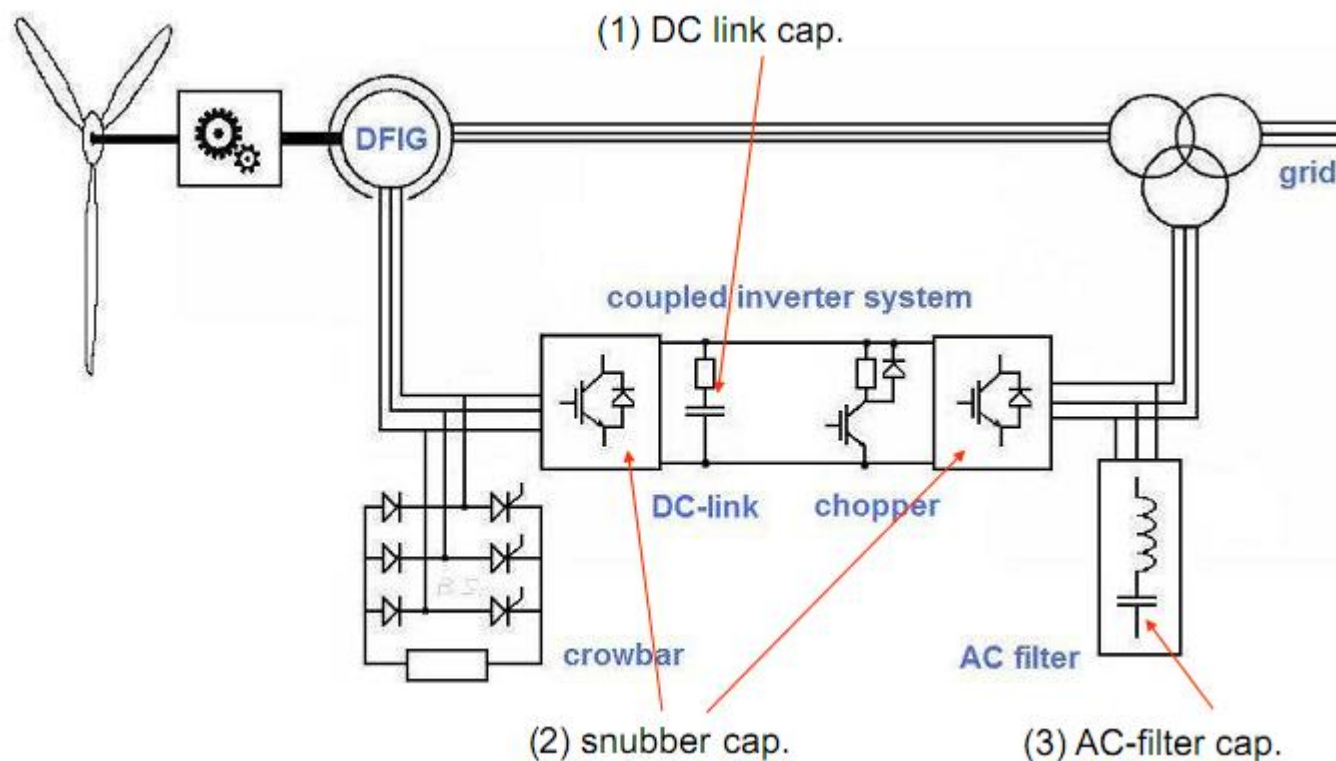 (1) DC link cap.
DFIG
grid
coupled inverter system
DC-link
chopper
crowbar
AC filter
(2) snubber cap.
(3) AC-filter cap.